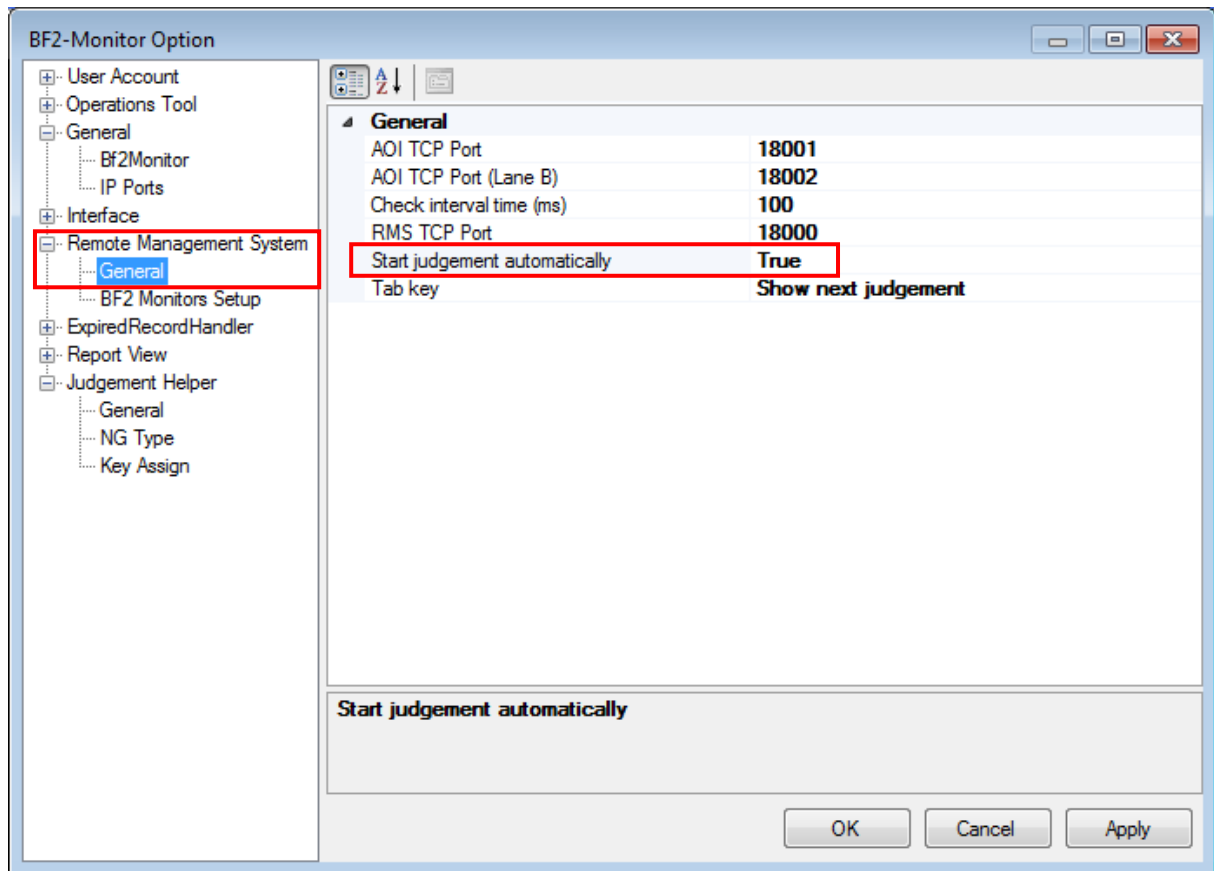 BF2-Monitor Option
User Account
Operations Tool
General
Bf2Monitor
IP Ports
Interface
Remote Management System
General
BF2 Monitors Setup
ExpiredRecordHandler
Report View
Judgement Helper
General
NG Type
Key Assign
General
AOI TCP Port 18001
AOI TCP Port (Lane B) 18002
Check interval time (ms) 100
RMS TCP Port 18000
Start judgement automatically True
Tab key Show next judgement
Start judgement automatically
OK Cancel Apply